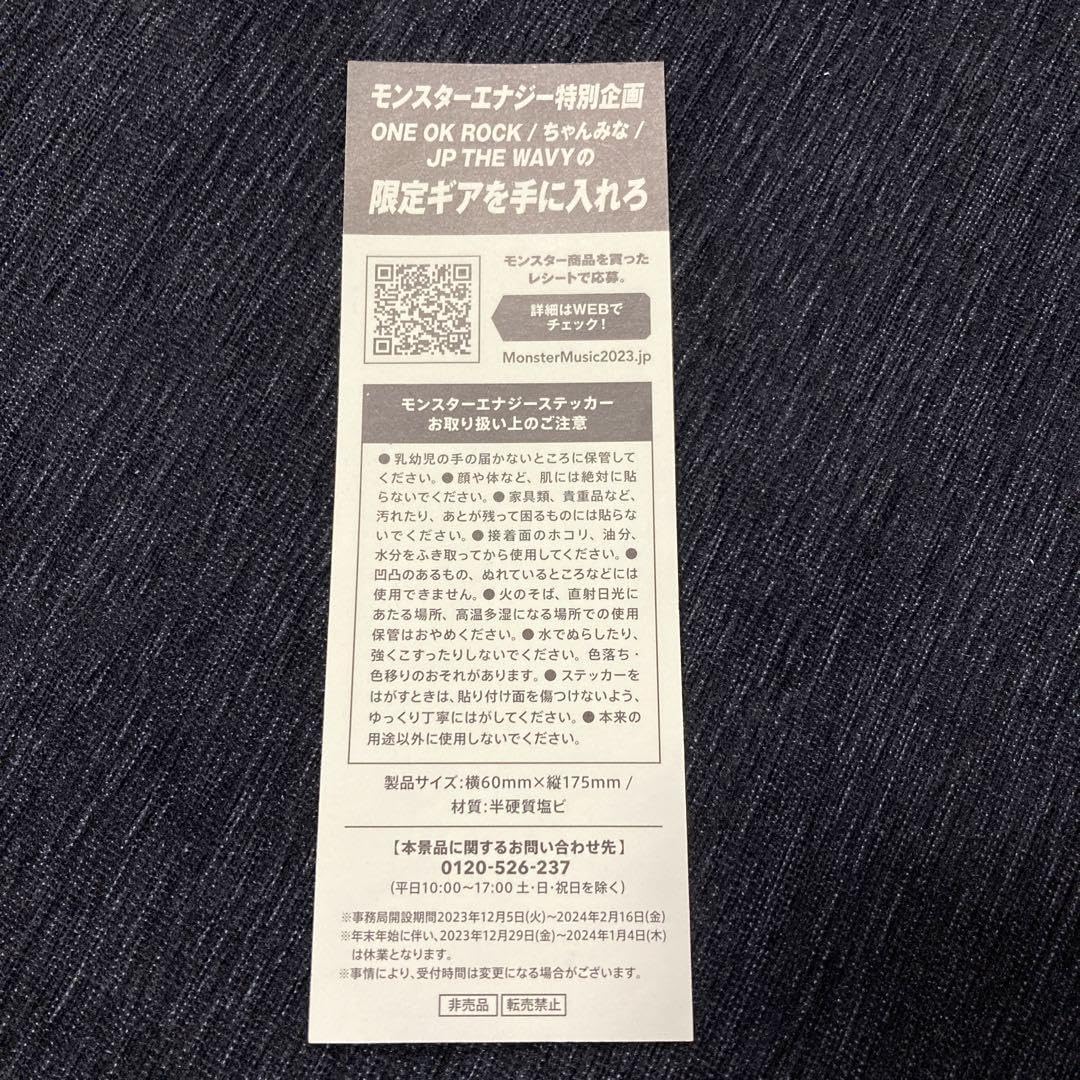 モンスターエナジー特別企画
ONE OK ROCK / ちゃんみな /
JP THE WAVYの
限定ギアを手に入れろ
モンスター商品を買った
レシートで応募。
詳細はWEBで
チェック！
MonsterMusic2023.jp
モンスターエナジーステッカー
お取り扱い上のご注意
● 乳幼児の手の届かないところに保管して
ください。● 顔や体など、肌には絶対に貼
らないでください。● 家具類、貴重品など、
汚れたり、あとが残って困るものには貼らな
いでください。● 接着面のホコリ、油分、
水分をふき取ってから使用してください。●
凹凸のあるもの、ぬれているところなどには
使用できません。● 火のそば、直射日光に
あたる場所、高温多湿になる場所での使用
保管はおやめください。● 水でぬらしたり、
強くこすったりしないでください。色落ち・
色移りのおそれがあります。● ステッカーを
はがすときは、貼り付け面を傷つけないよう、
ゆっくり丁寧にはがしてください。● 本来の
用途以外に使用しないでください。
製品サイズ:横60mm×縦175mm /
材質:半硬質塩ビ
【本景品に関するお問い合わせ先】
0120-526-237
(平日10:00〜17:00 土・日・祝日を除く)
※事務局開設期間2023年12月5日(火)〜2024年2月16日(金)
※年末年始に伴い、2023年12月29日(金)〜2024年1月4日(木)
は休業となります。
※事情により、受付時間は変更になる場合がございます。
非売品 転売禁止